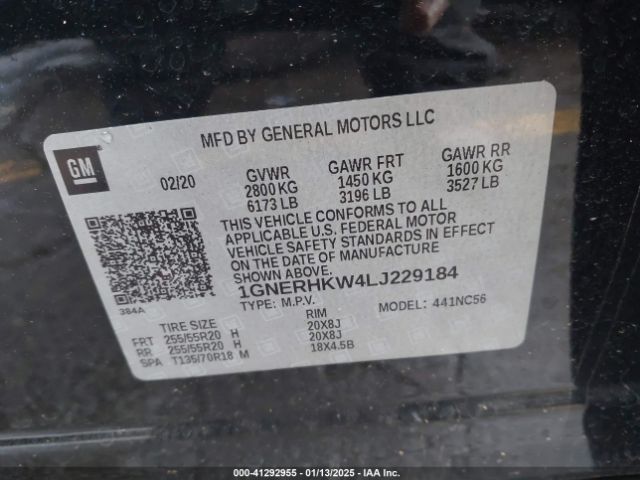 MFD BY GENERAL MOTORS LLC
GM
02/20 GVWR GAWR FRT GAWR RR
2800 KG 1450 KG 1600 KG
6173 LB 3196 LB 3527 LB
THIS VEHICLE CONFORMS TO ALL
APPLICABLE U.S. FEDERAL MOTOR
VEHICLE SAFETY STANDARDS IN EFFECT
ON THE DATE OF MANUFACTURE
SHOWN ABOVE.
1GNERHKW4LJ229184
TYPE: M.P.V. MODEL: 441NC56
384A
TIRE SIZE RIM
FRT 255/55R20 H 20X8J
RR 255/55R20 H 20X8J
SPA T135/70R18 M 18X4.5B
000-41292955 - 01/13/2025 - IAA Inc.